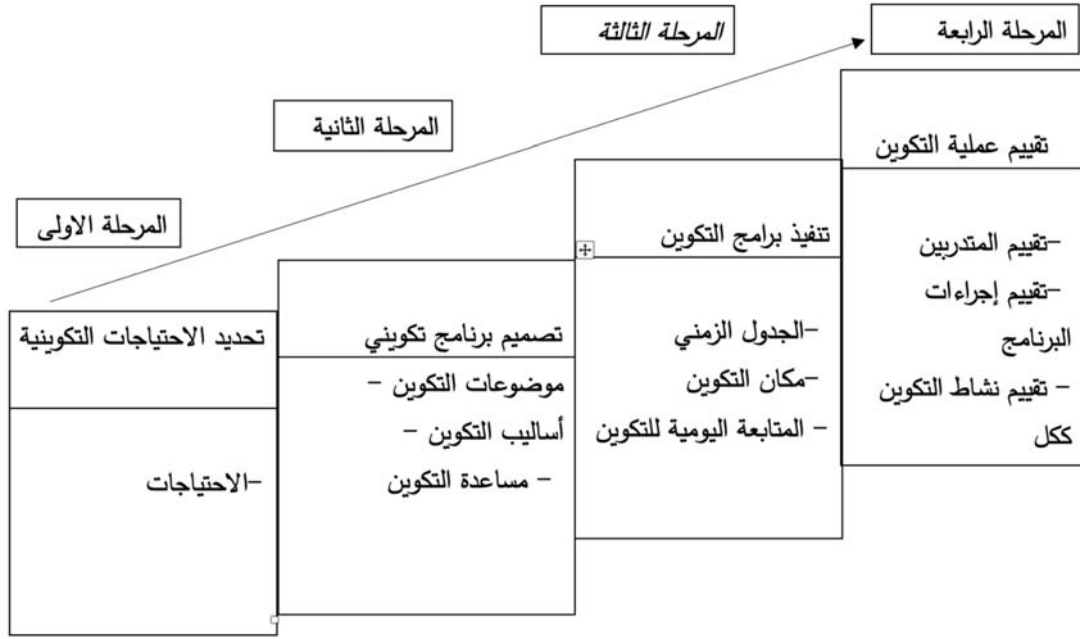 المرحلة الاولى
تحديد الاحتياجات التكوينية
–الاحتياجات
المرحلة الثانية
تصميم برنامج تكويني
موضوعات التكوين –
أساليب التكوين –
– مساعدة التكوين
المرحلة الثالثة
تنفيذ برامج التكوين
–الجدول الزمني
–مكان التكوين
– المتابعة اليومية للتكوين
المرحلة الرابعة
تقييم عملية التكوين
–تقييم المتدربين
–تقييم إجراءات
البرنامج
– تقييم نشاط التكوين
ككل